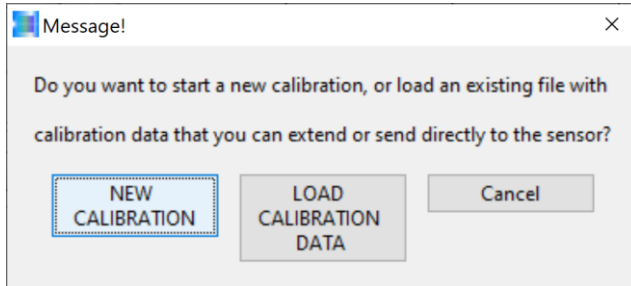 Message!
Do you want to start a new calibration, or load an existing file with
calibration data that you can extend or send directly to the sensor?
NEW
CALIBRATION
LOAD
CALIBRATION
DATA
Cancel